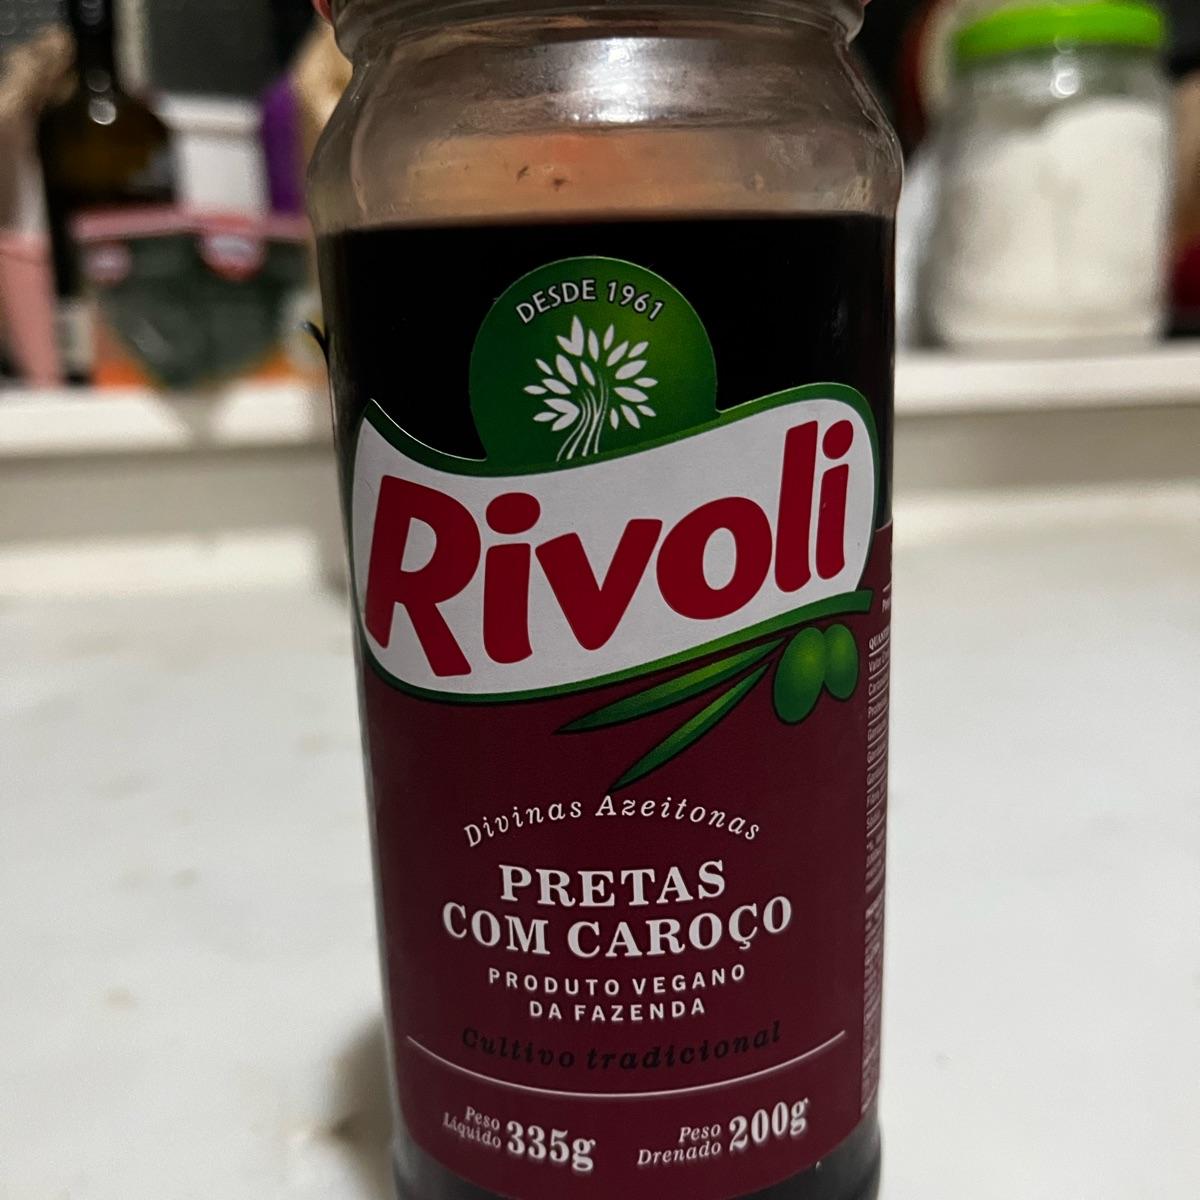 DESDE 1961
Rivoli
Divinas Azeitonas
PRETAS
COM CAROÇO
PRODUTO VEGANO
DA FAZENDA
Cultivo tradicional
Peso
Líquido 335g
Peso
Drenado 200g